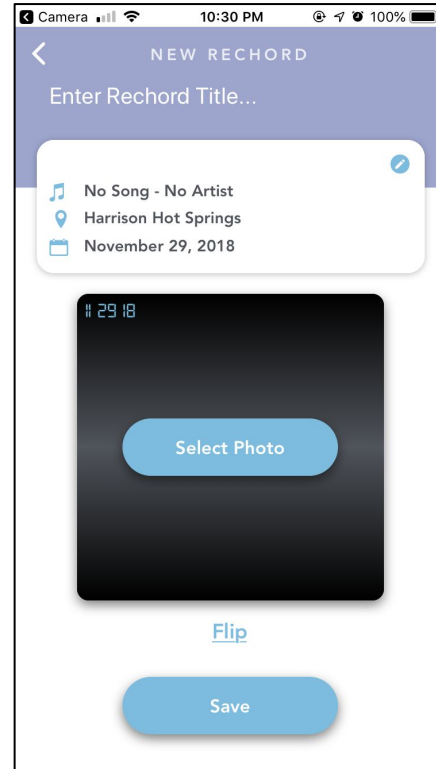 Camera 10:30 PM 100%
NEW RECHORD
Enter Rechord Title...
No Song - No Artist
Harrison Hot Springs
November 29, 2018
11 29 18
Select Photo
Flip
Save